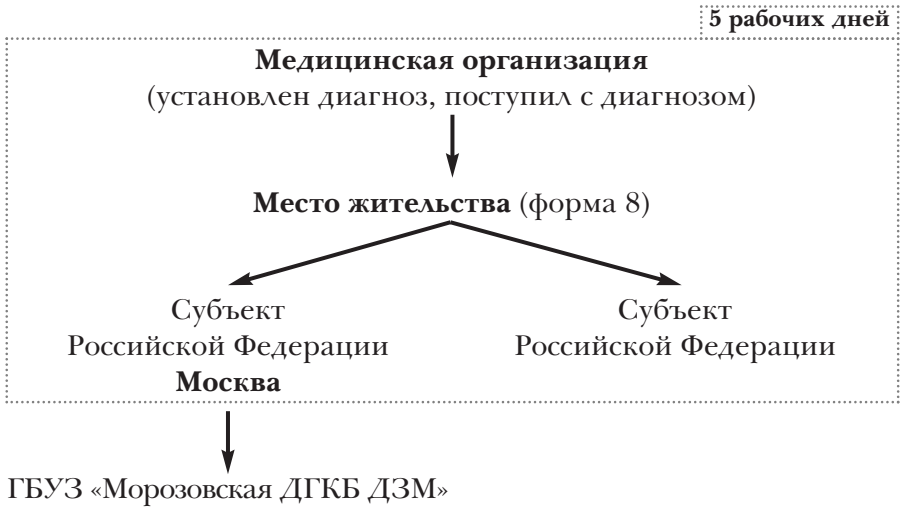 5 рабочих дней
Медицинская организация
(установлен диагноз, поступил с диагнозом)
Место жительства (форма 8)
Субъект
Российской Федерации
Москва
Субъект
Российской Федерации
ГБУЗ «Морозовская ДГКБ ДЗМ»